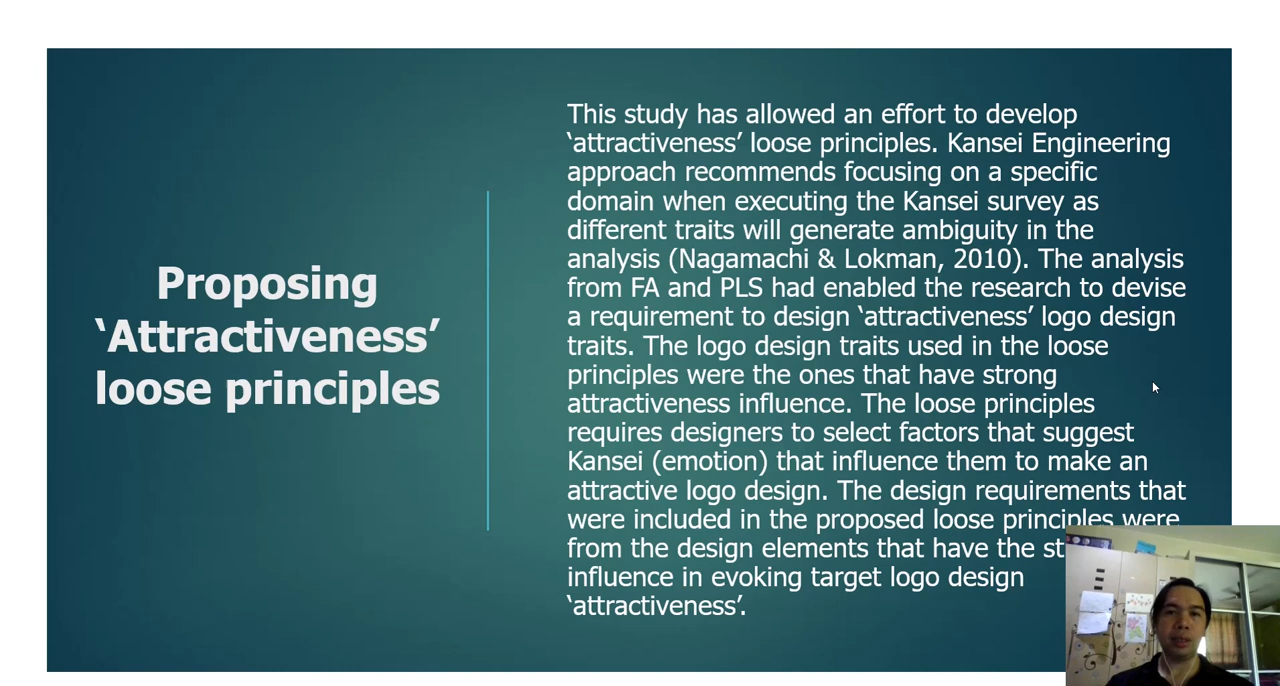 Proposing
‘Attractiveness’
loose principles
This study has allowed an effort to develop
‘attractiveness’ loose principles. Kansei Engineering
approach recommends focusing on a specific
domain when executing the Kansei survey as
different traits will generate ambiguity in the
analysis (Nagamachi & Lokman, 2010). The analysis
from FA and PLS had enabled the research to devise
a requirement to design ‘attractiveness’ logo design
traits. The logo design traits used in the loose
principles were the ones that have strong
attractiveness influence. The loose principles
requires designers to select factors that suggest
Kansei (emotion) that influence them to make an
attractive logo design. The design requirements that
were included in the proposed loose principles were
from the design elements that have the
influence in evoking target logo design
‘attractiveness’.